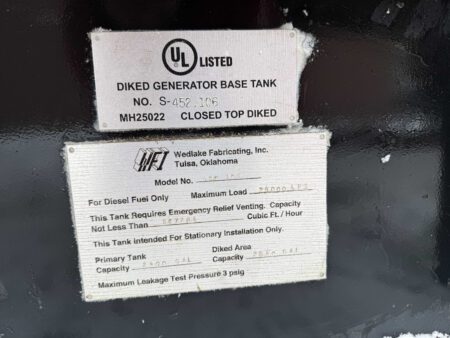 UL LISTED
DIKED GENERATOR BASE TANK
NO. S-452106
MH25022 CLOSED TOP DIKED
WFI Wedlake Fabricating, Inc.
Tulsa, Oklahoma
Model No.
For Diesel Fuel Only Maximum Load
This Tank Requires Emergency Relief Venting. Capacity
Not Less Than Cubic Ft. / Hour
This Tank Intended For Stationary Installation Only.
Primary Tank Diked Area
Capacity Capacity
Maximum Leakage Test Pressure 3 psig